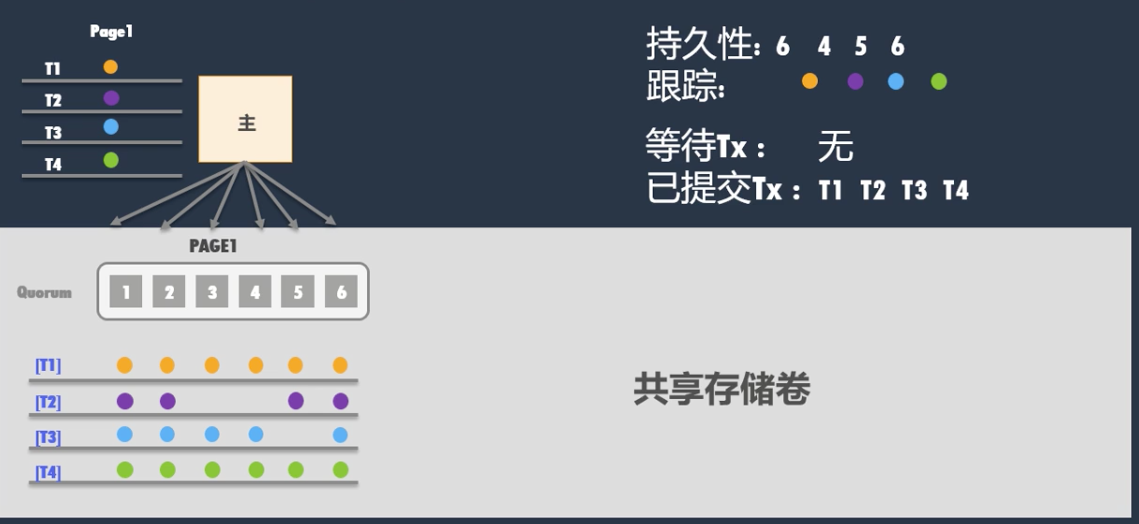 Page1
T1
T2
T3
T4
主
持久性: 6 4 5 6
跟踪:
等待Tx : 无
已提交Tx : T1 T2 T3 T4
PAGE1
Quorum
1 2 3 4 5 6
[T1]
[T2]
[T3]
[T4]
共享存储卷